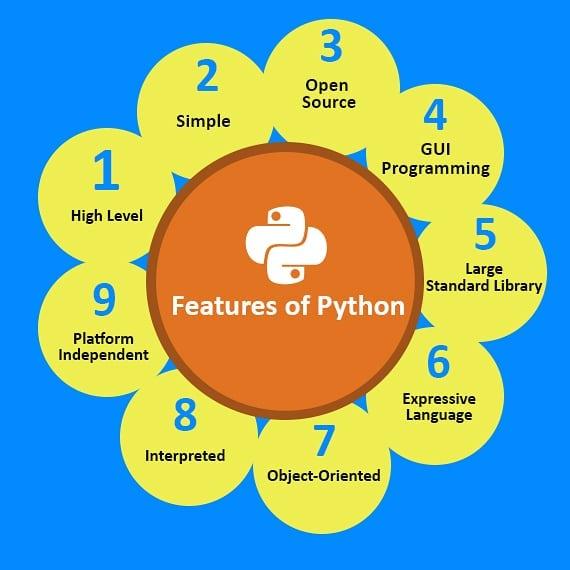 1
High Level
2
Simple
3
Open
Source
4
GUI
Programming
5
Large
Standard Library
6
Expressive
Language
7
Object-Oriented
8
Interpreted
9
Platform
Independent
Features of Python